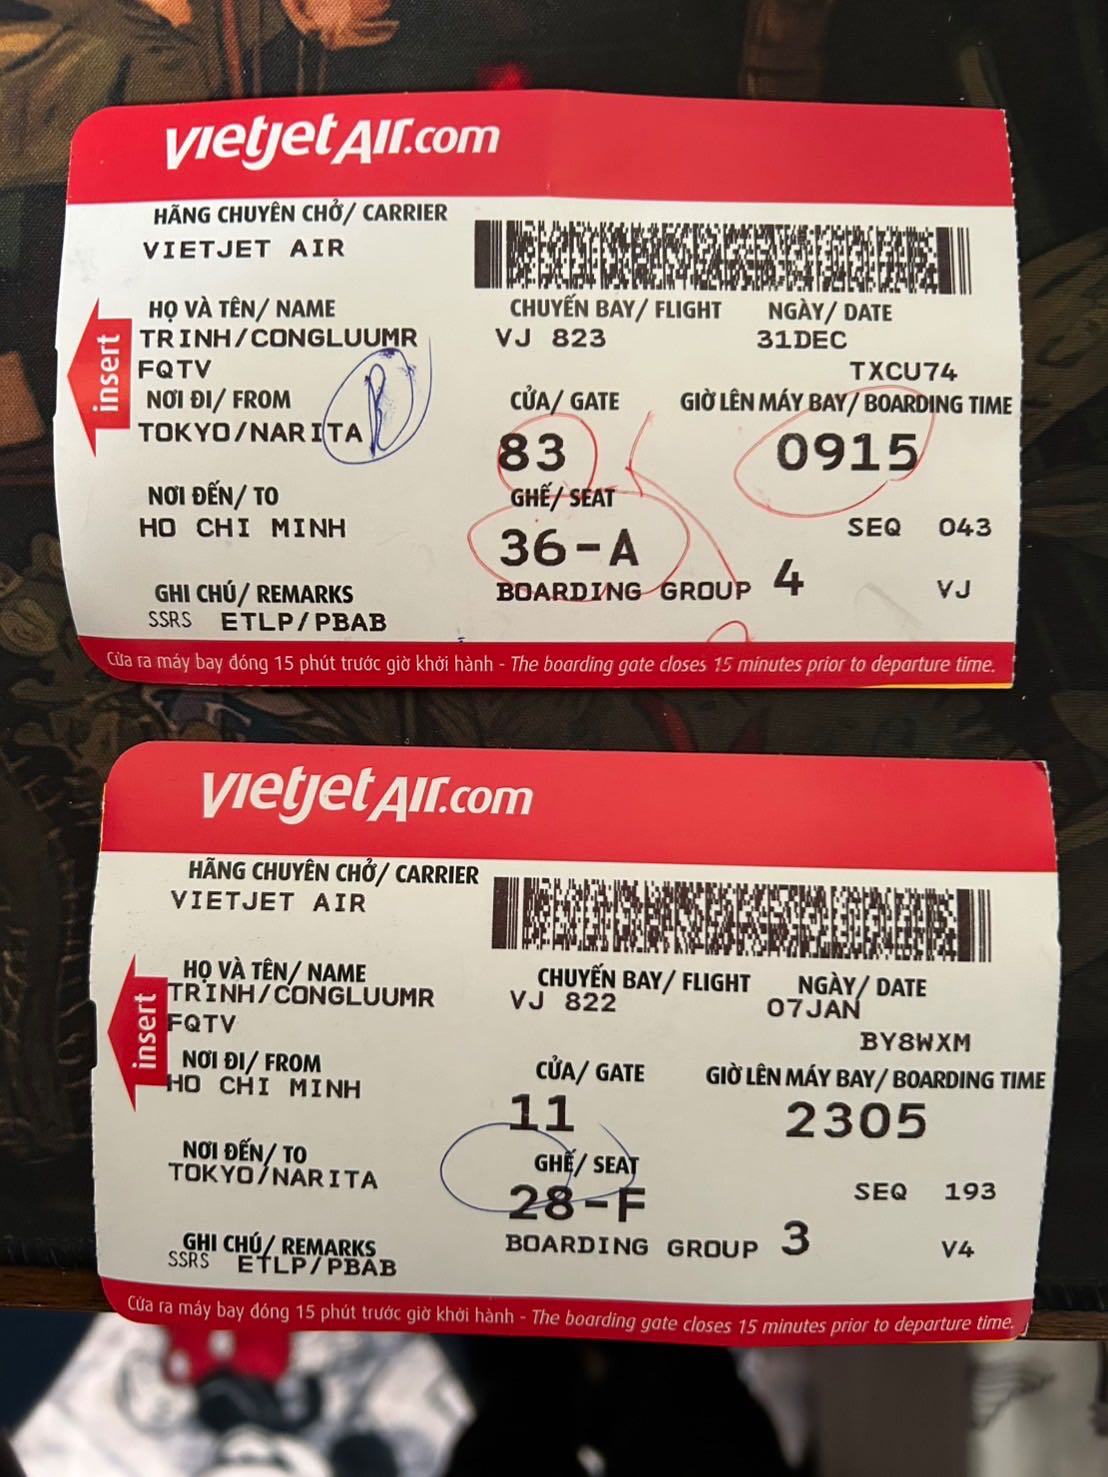 vietjetAir.com
HÃNG CHUYÊN CHỞ/ CARRIER
VIETJET AIR
HỌ VÀ TÊN/ NAME
CHUYẾN BAY/ FLIGHT
NGÀY/ DATE
TRINH/CONGLUUMR
VJ 823
31DEC
FQTV
TXCU74
insert
NƠI ĐI/ FROM
CỬA/ GATE
GIỜ LÊN MÁY BAY/ BOARDING TIME
TOKYO/NARITA
83
0915
NƠI ĐẾN/ TO
GHẾ/ SEAT
HO CHI MINH
36-A
SEQ 043
GHI CHÚ/ REMARKS
BOARDING GROUP 4
VJ
SSRS ETLP/PBAB
Cửa ra máy bay đóng 15 phút trước giờ khởi hành - The boarding gate closes 15 minutes prior to departure time.
vietjetAir.com
HÃNG CHUYÊN CHỞ/ CARRIER
VIETJET AIR
HỌ VÀ TÊN/ NAME
CHUYẾN BAY/ FLIGHT
NGÀY/ DATE
TRINH/CONGLUUMR
VJ 822
07JAN
FQTV
BY8WXM
insert
NƠI ĐI/ FROM
CỬA/ GATE
GIỜ LÊN MÁY BAY/ BOARDING TIME
HO CHI MINH
11
2305
NƠI ĐẾN/ TO
GHẾ/ SEAT
TOKYO/NARITA
28-F
SEQ 193
GHI CHÚ/ REMARKS
BOARDING GROUP 3
V4
SSRS ETLP/PBAB
Cửa ra máy bay đóng 15 phút trước giờ khởi hành - The boarding gate closes 15 minutes prior to departure time.